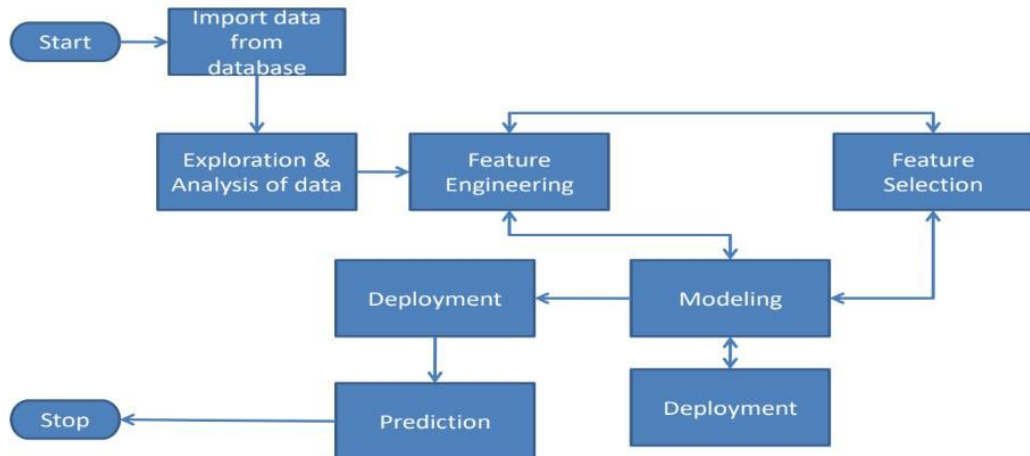 Start
Import data
from
database
Exploration &
Analysis of data
Feature
Engineering
Feature
Selection
Deployment
Modeling
Stop
Prediction
Deployment